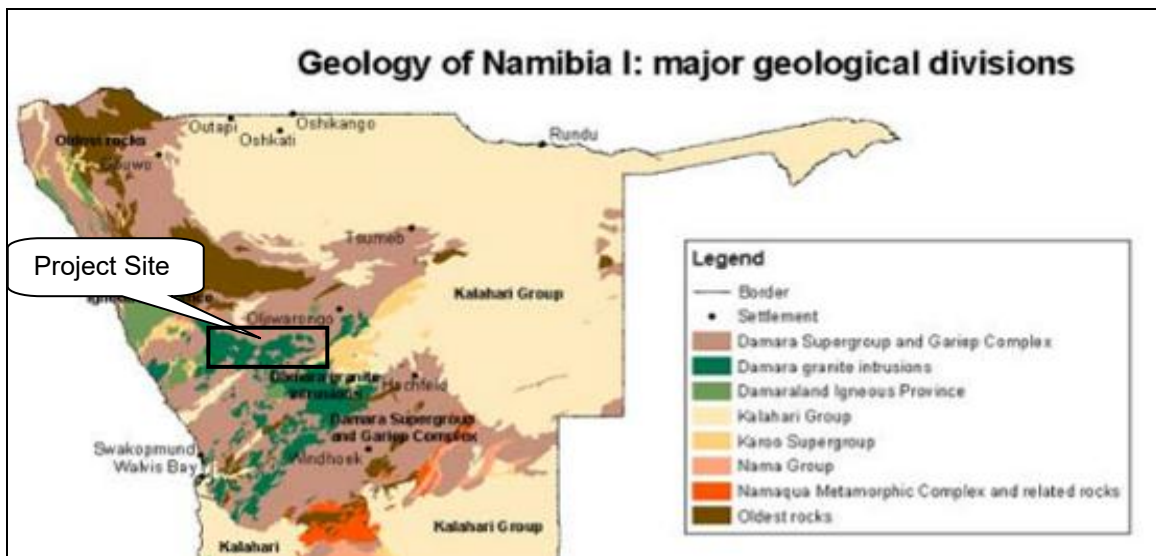 Geology of Namibia I: major geological divisions
Oldest rocks
Outapi
Oshikango
Oshkati
Rundu
Opuwo
Tsumeb
Project Site
Kalahari Group
Otjiwarongo
Damara granite
intrusions
Hochfeld
Damara Supergroup
and Gariep Complex
Swakopmund
Walvis Bay
Windhoek
Kalahari Group
Kalahari
Legend
Border
Settlement
Damara Supergroup and Gariep Complex
Damara granite intrusions
Damaraland Igneous Province
Kalahari Group
Karoo Supergroup
Nama Group
Namaqua Metamorphic Complex and related rocks
Oldest rocks